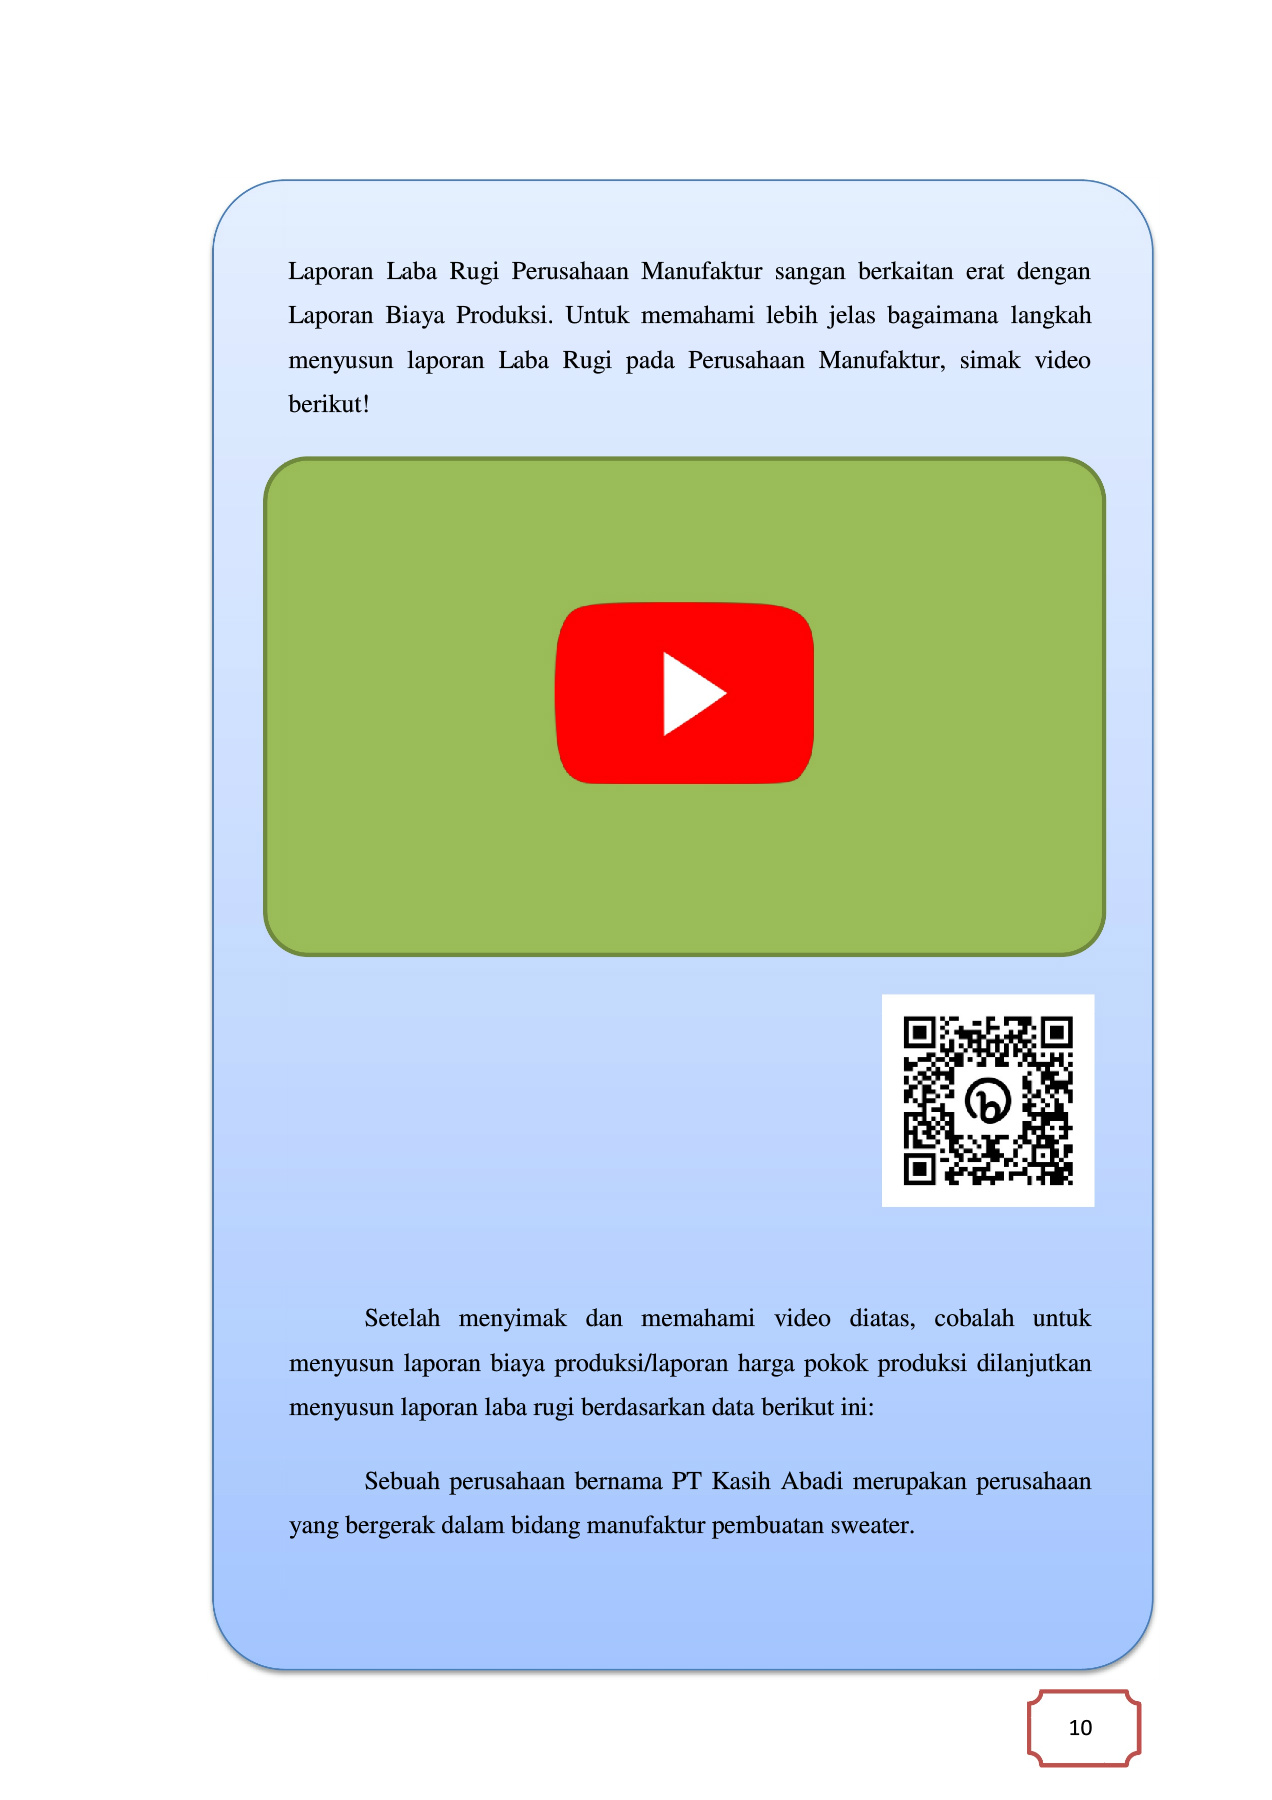 Laporan Laba Rugi Perusahaan Manufaktur sangan berkaitan erat dengan
Laporan Biaya Produksi. Untuk memahami lebih jelas bagaimana langkah
menyusun laporan Laba Rugi pada Perusahaan Manufaktur, simak video
berikut!
Setelah menyimak dan memahami video diatas, cobalah untuk
menyusun laporan biaya produksi/laporan harga pokok produksi dilanjutkan
menyusun laporan laba rugi berdasarkan data berikut ini:
Sebuah perusahaan bernama PT Kasih Abadi merupakan perusahaan
yang bergerak dalam bidang manufaktur pembuatan sweater.
10